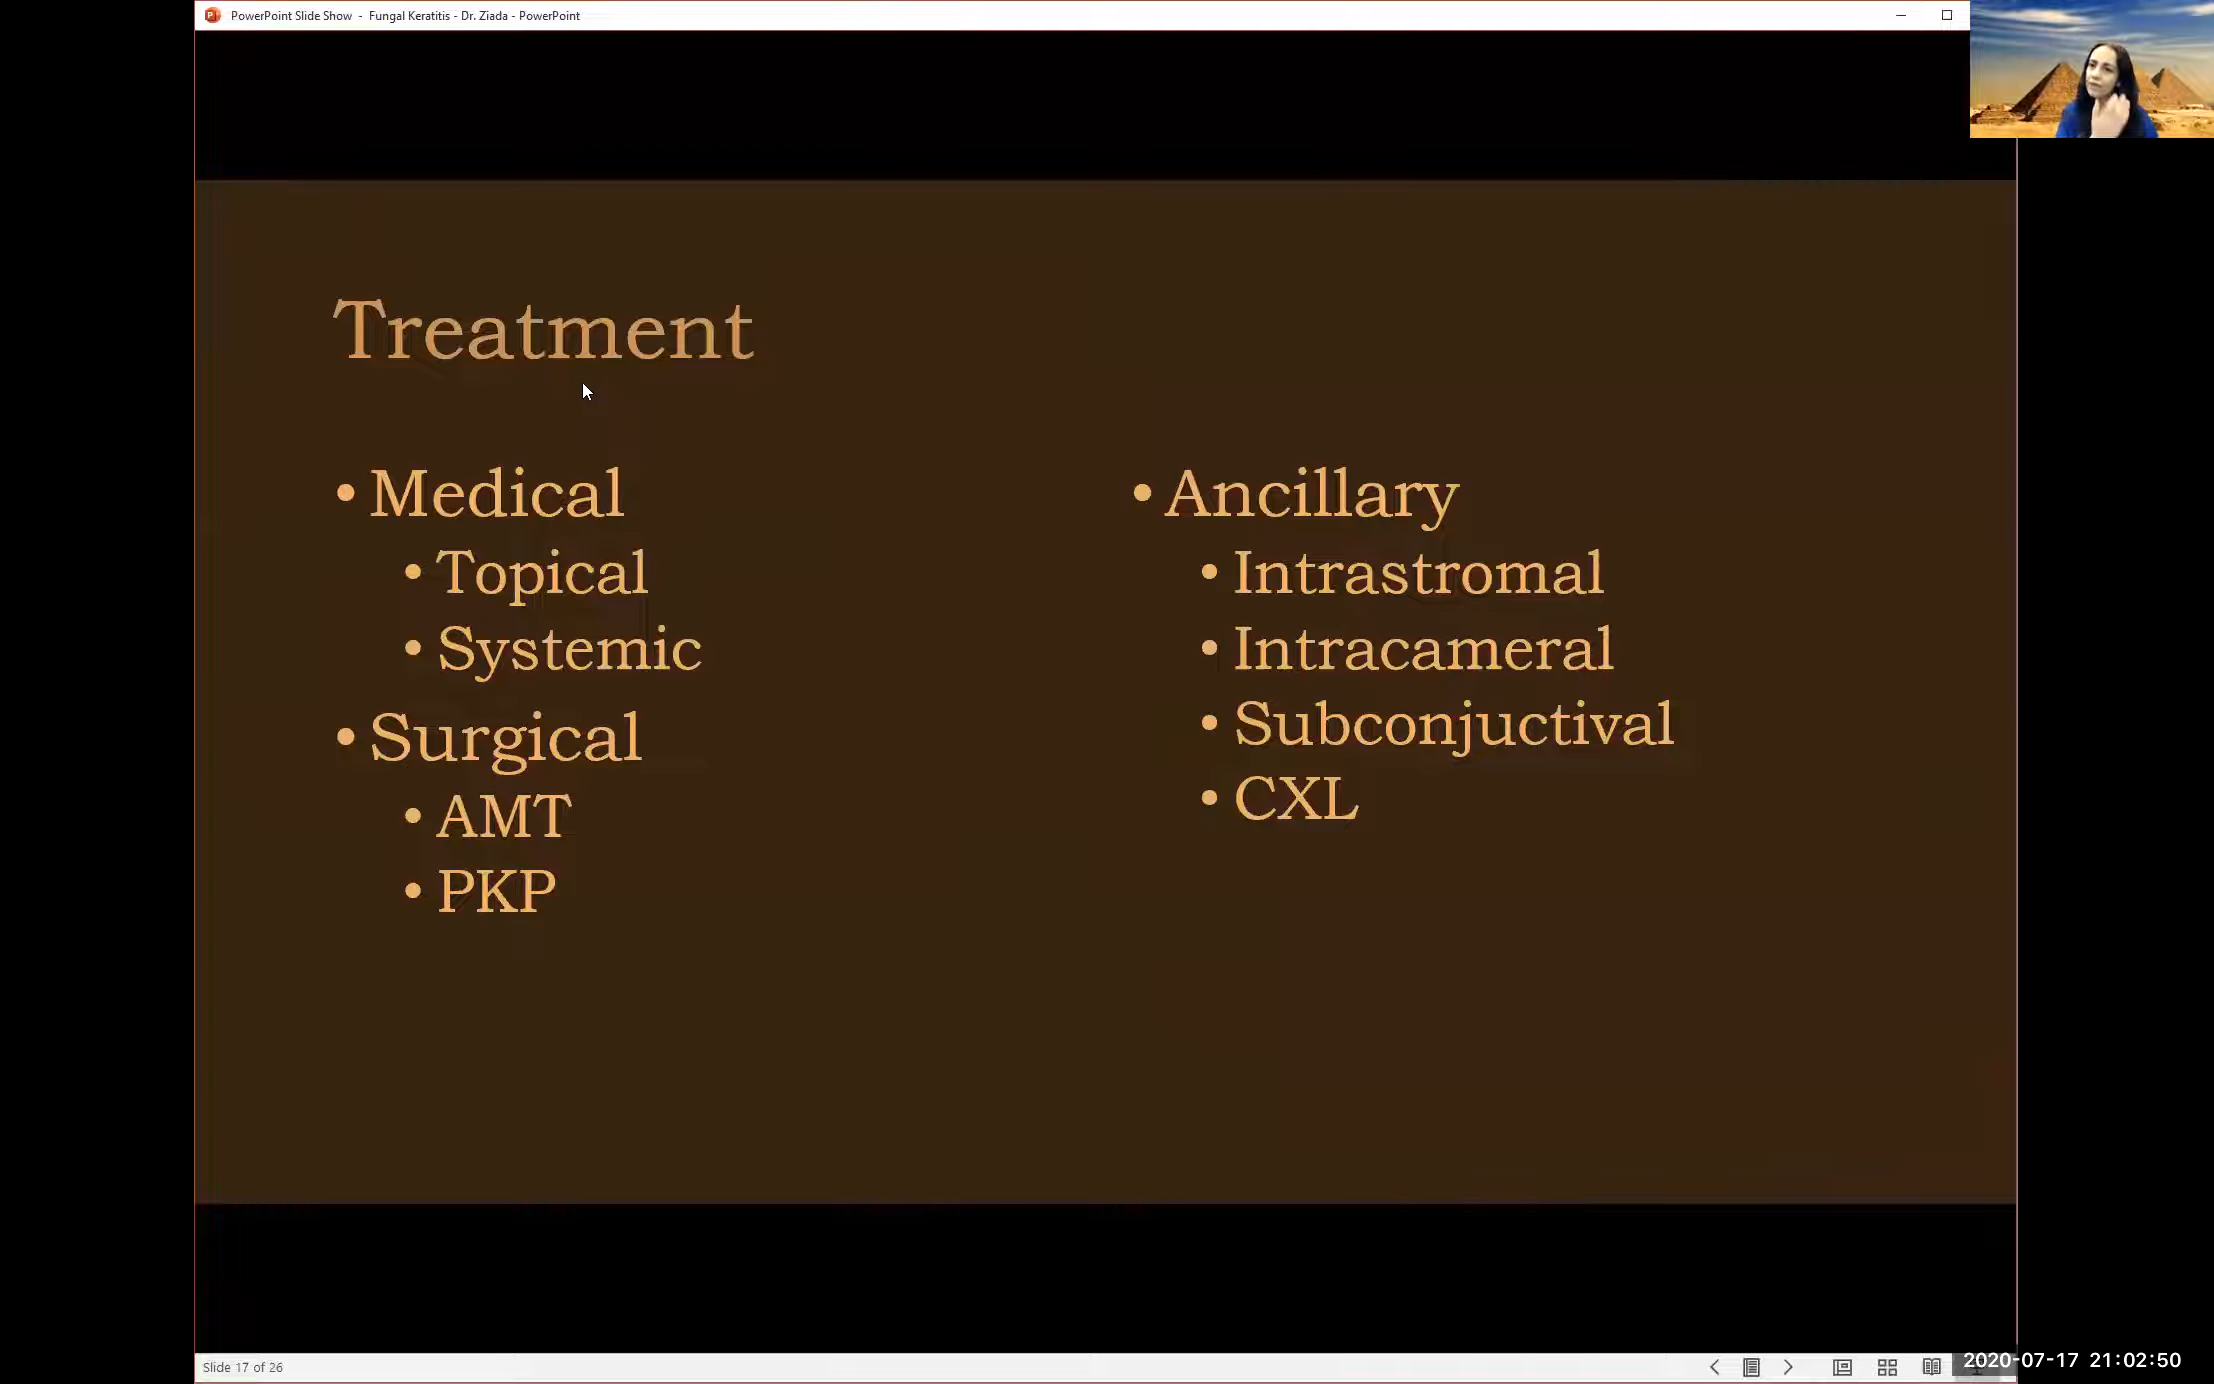 PowerPoint Slide Show - Fungal Keratitis - Dr. Ziada - PowerPoint
Treatment
• Medical
• Topical
• Systemic
• Surgical
• AMT
• PKP
• Ancillary
• Intrastromal
• Intracameral
• Subconjuctival
• CXL
Slide 17 of 26
2020-07-17 21:02:50